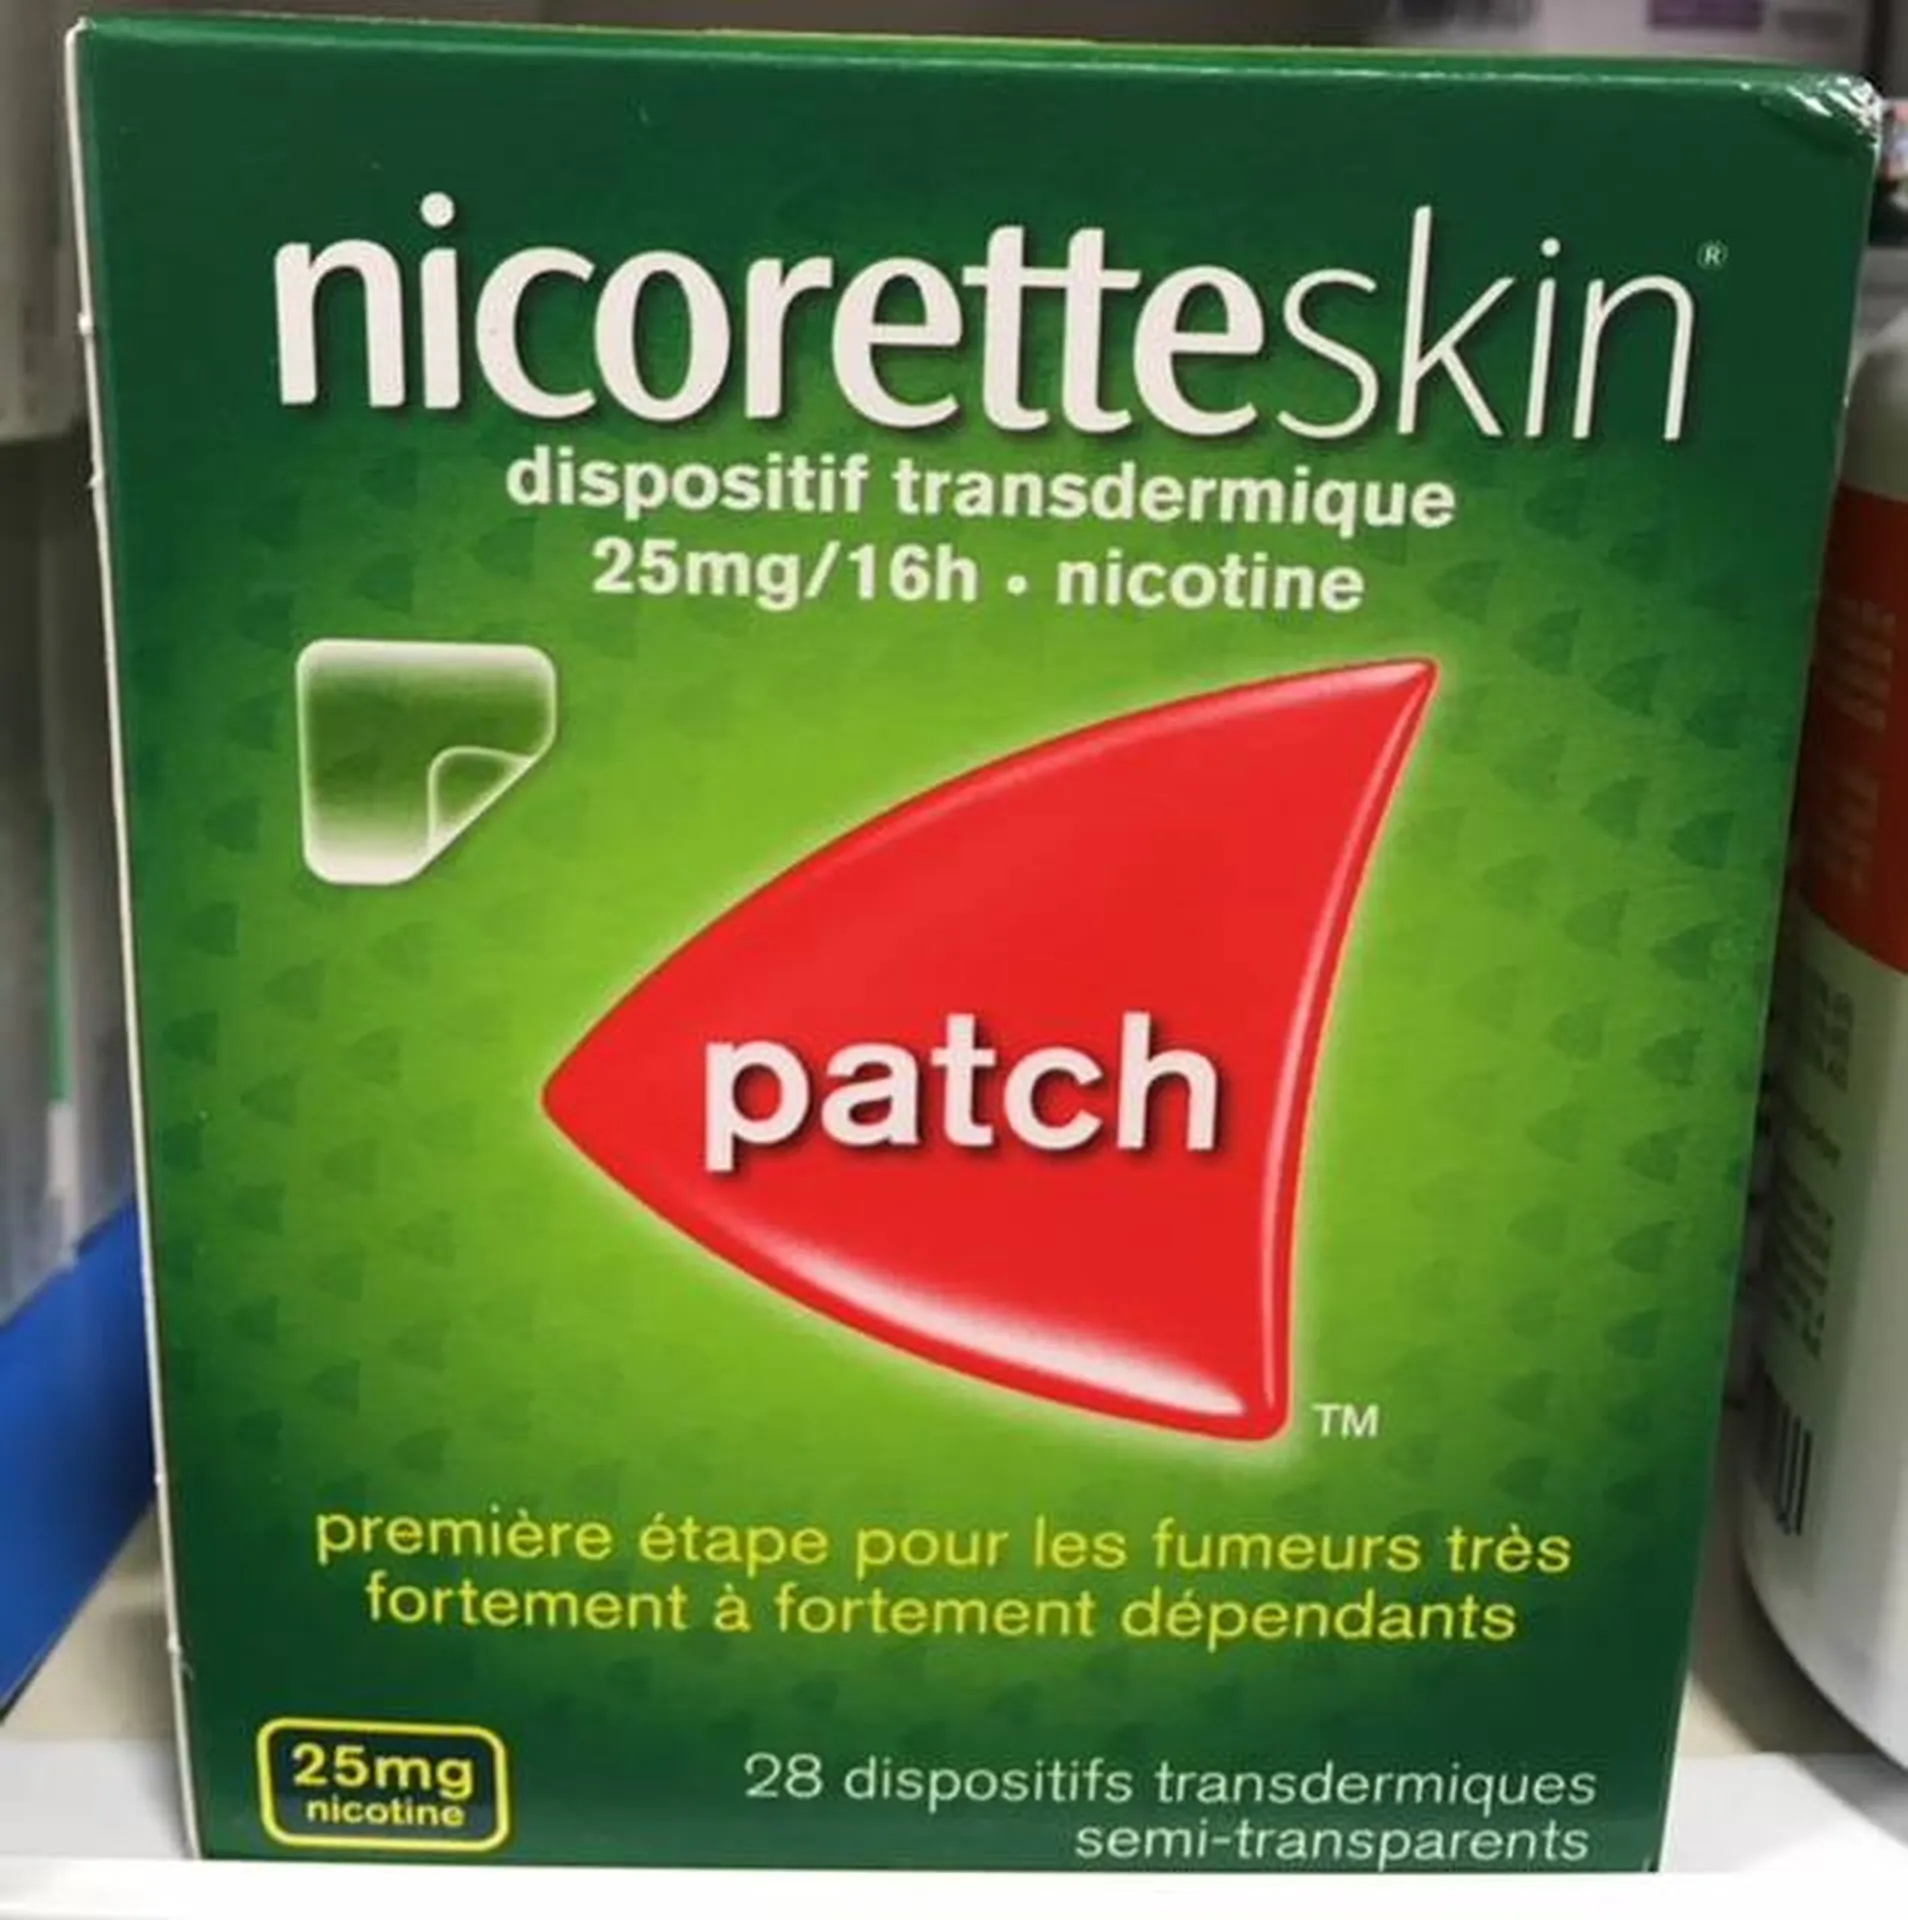 nicoretteskin®
dispositif transdermique
25mg/16h • nicotine
patch
TM
première étape pour les fumeurs très
fortement à fortement dépendants
25mg
nicotine
28 dispositifs transdermiques
semi-transparents